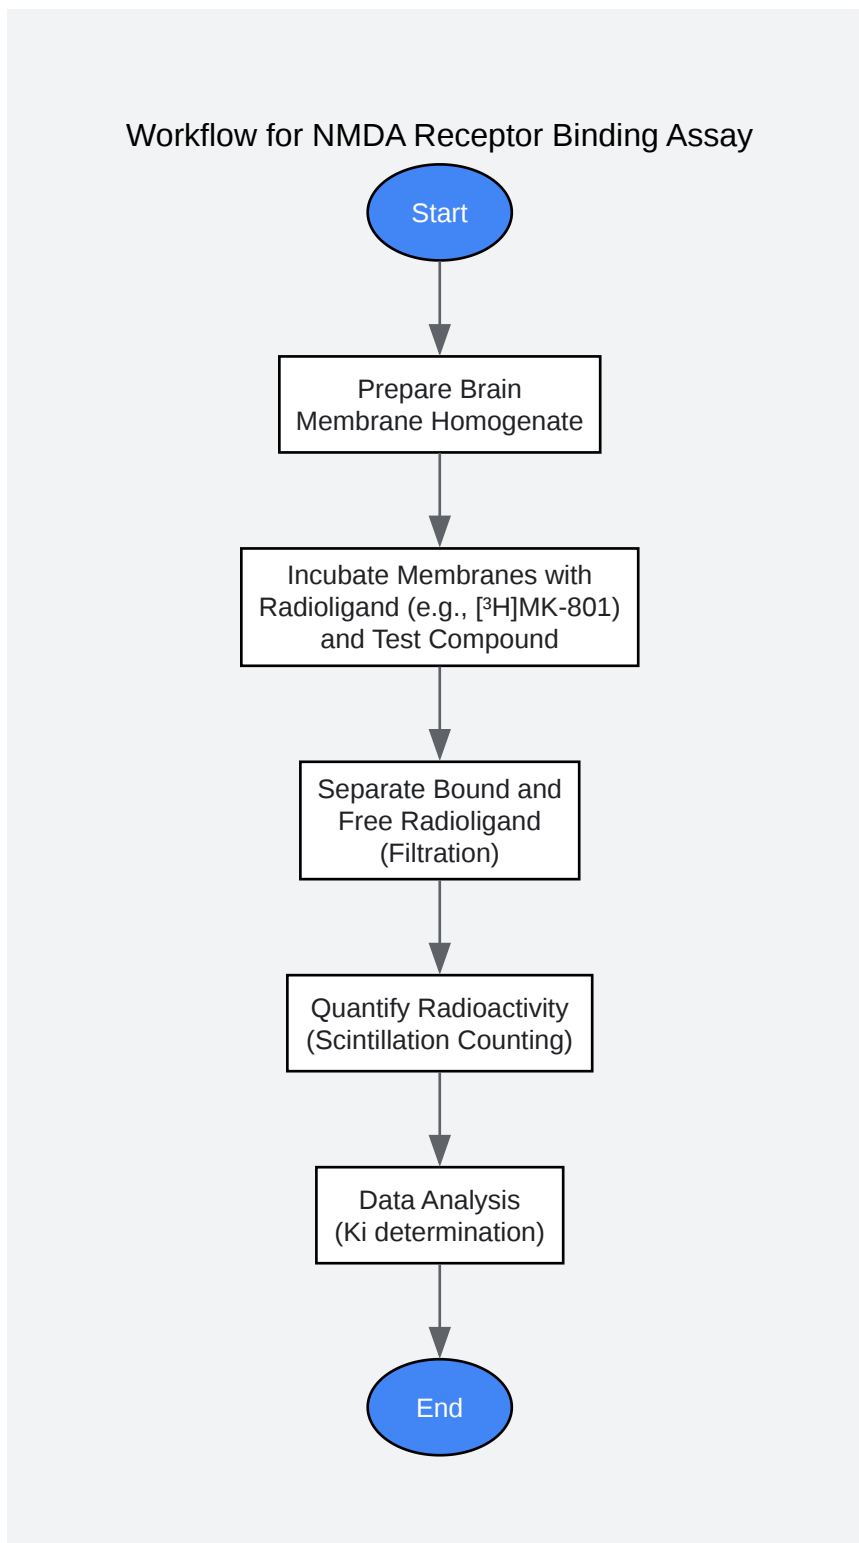 Workflow for NMDA Receptor Binding Assay
Start
Prepare Brain
Membrane Homogenate
Incubate Membranes with
Radioligand (e.g., [³H]MK-801)
and Test Compound
Separate Bound and
Free Radioligand
(Filtration)
Quantify Radioactivity
(Scintillation Counting)
Data Analysis
(Ki determination)
End